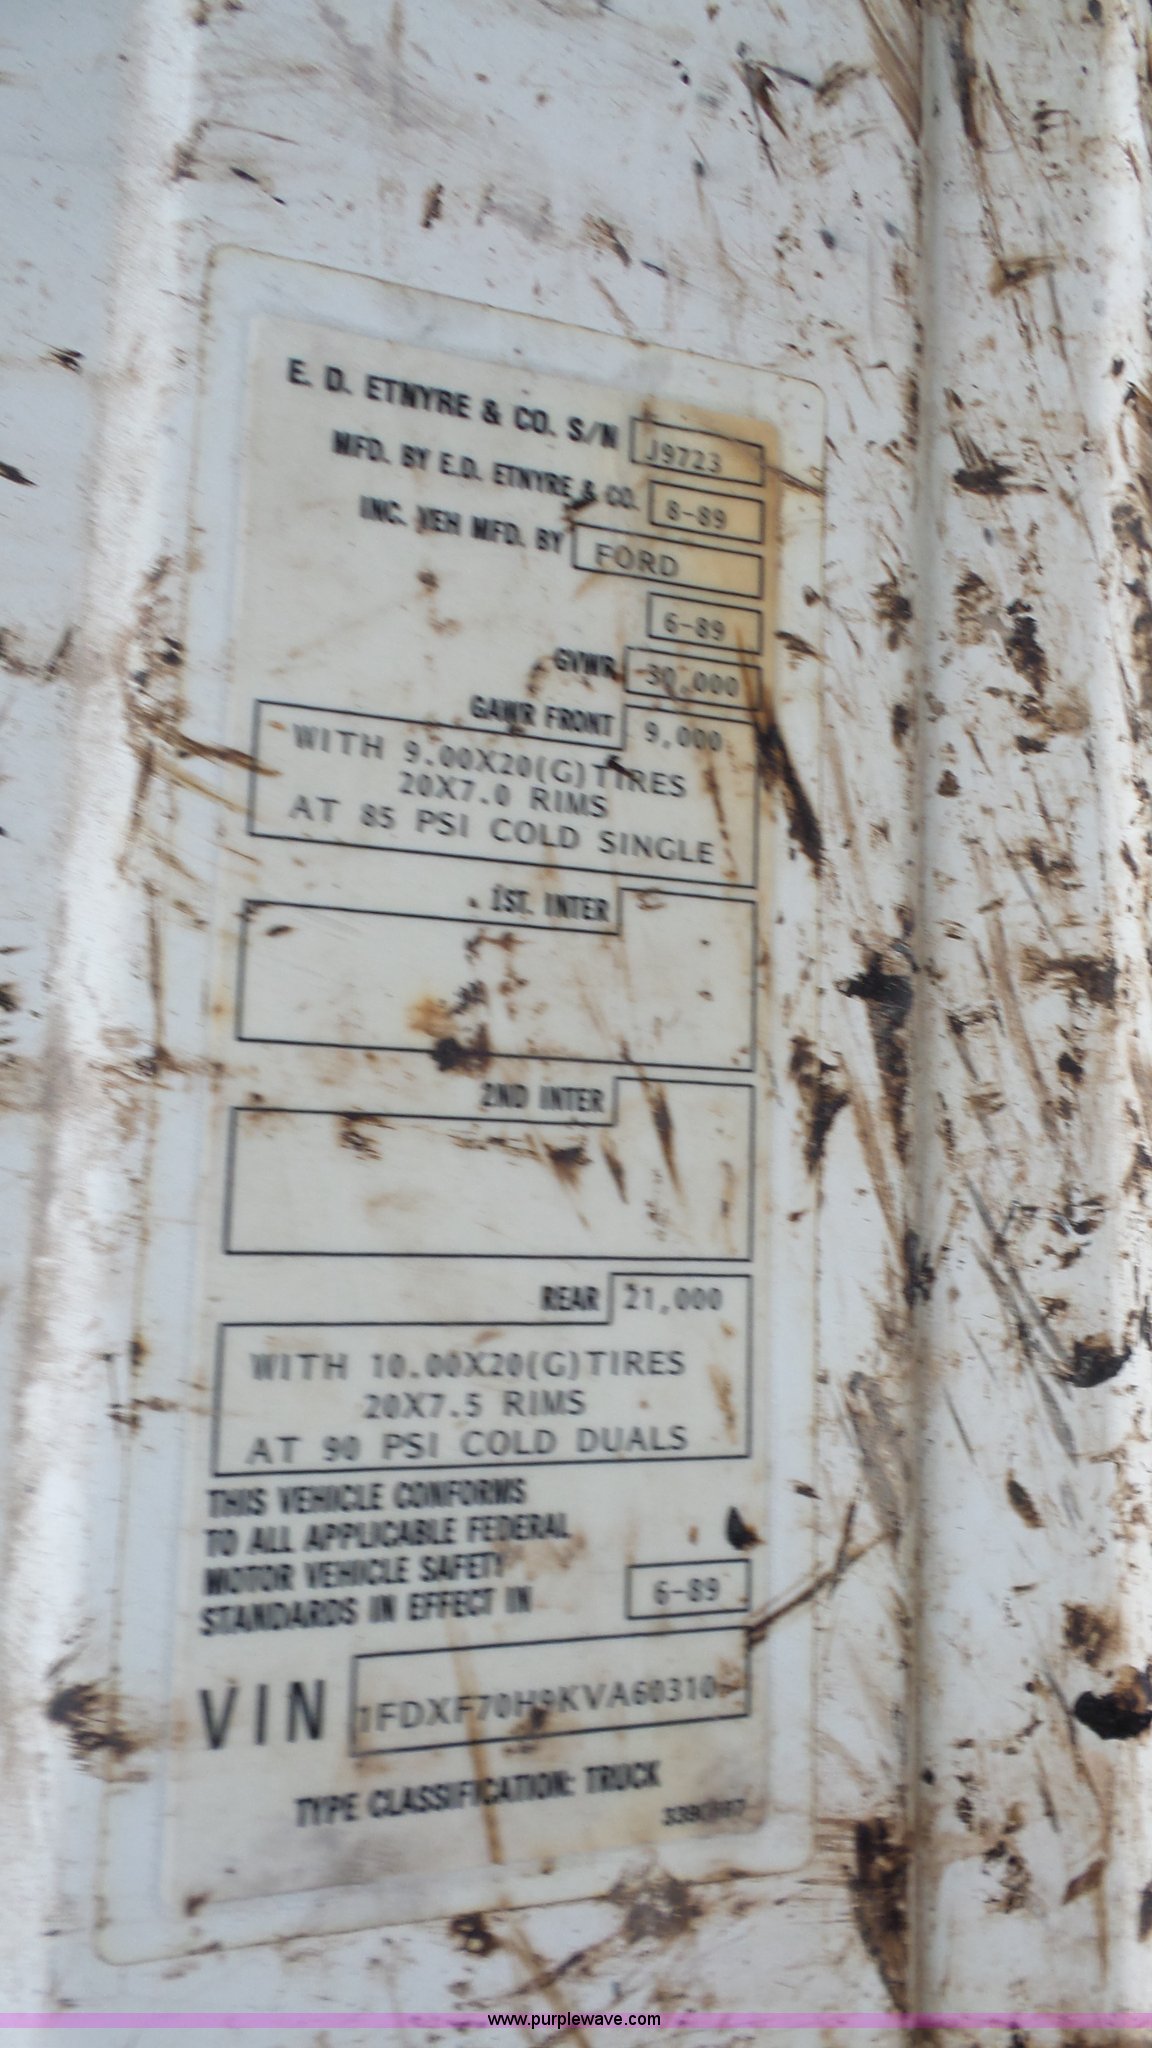 E. D. ETNYRE & CO. S/N J9723
MFD. BY E.D. ETNYRE & CO. 8-89
INC. VEH MFD. BY FORD
6-89
GVWR 30,000
GAWR FRONT 9,000
WITH 9.00X20(G)TIRES
20X7.0 RIMS
AT 85 PSI COLD SINGLE
1ST. INTER
2ND INTER
REAR 21,000
WITH 10.00X20(G)TIRES
20X7.5 RIMS
AT 90 PSI COLD DUALS
THIS VEHICLE CONFORMS
TO ALL APPLICABLE FEDERAL
MOTOR VEHICLE SAFETY
STANDARDS IN EFFECT IN 6-89
VIN
TYPE CLASSIFICATION: TRUCK
www.purplewave.com